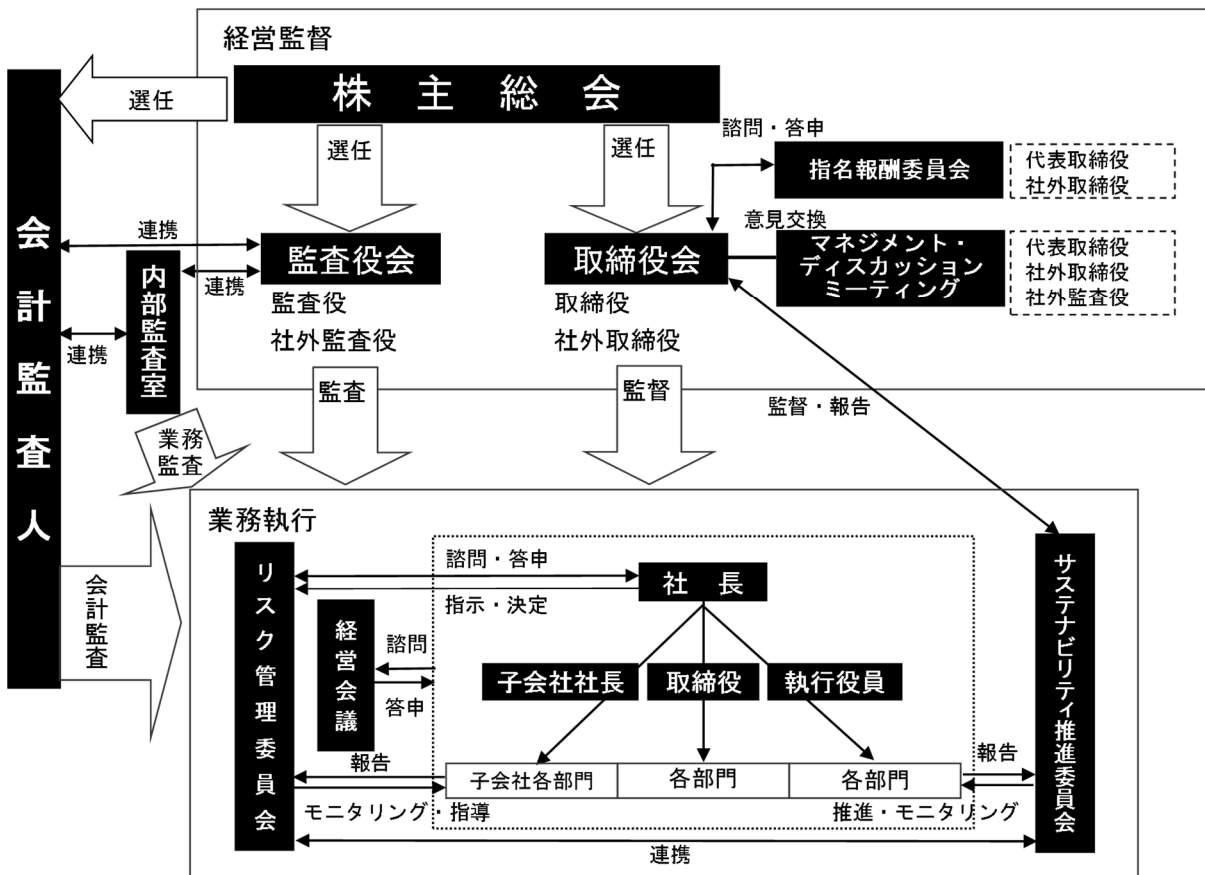 経営監督
株主総会
選任
選任
選任
諮問・答申
指名報酬委員会
代表取締役
社外取締役
意見交換
マネジメント・
ディスカッション
ミーティング
代表取締役
社外取締役
社外監査役
会計監査人
連携
監査役会
取締役会
内部監査室
連携
連携
監査役
社外監査役
取締役
社外取締役
監査
監督
監督・報告
業務
監査
会計監査
業務執行
リスク管理委員会
諮問・答申
社長
指示・決定
経営会議
諮問
答申
子会社社長
取締役
執行役員
サステナビリティ推進委員会
報告
子会社各部門
各部門
各部門
報告
モニタリング・指導
推進・モニタリング
連携